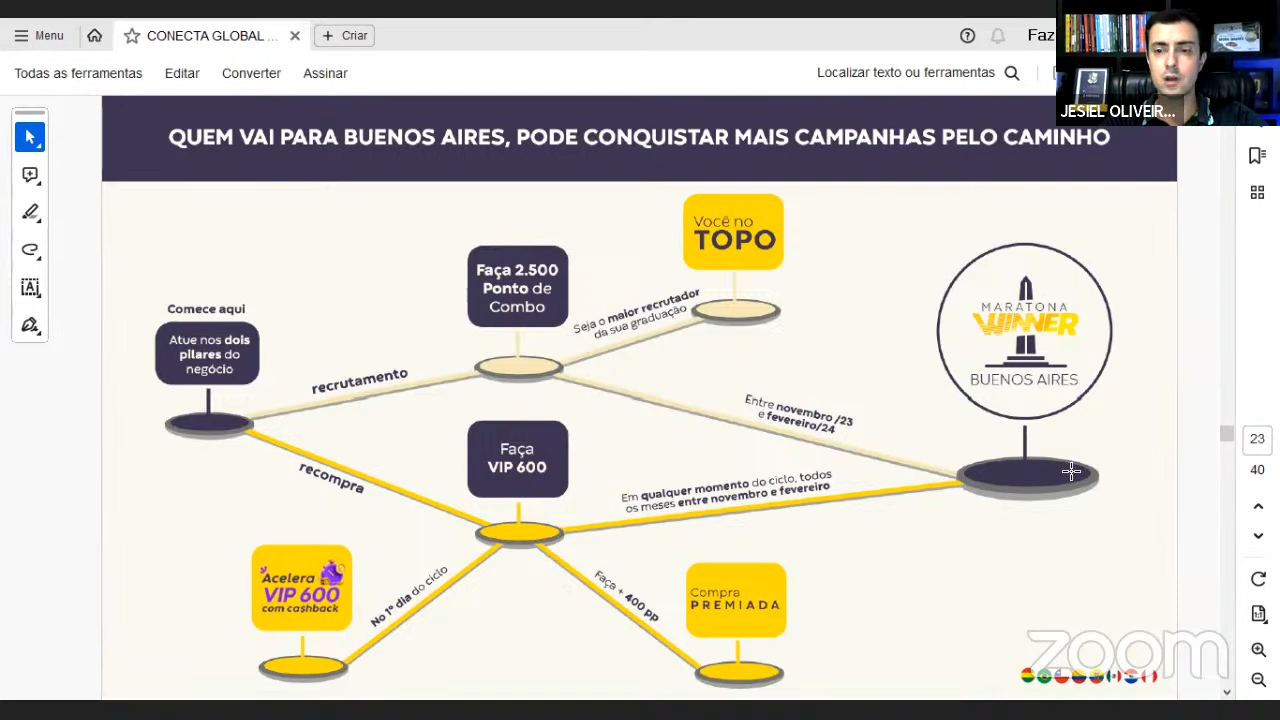 Menu
CONECTA GLOBAL ...
Criar
Faz
Todas as ferramentas
Editar
Converter
Assinar
Localizar texto ou ferramentas
JESIEL OLIVEIR...
QUEM VAI PARA BUENOS AIRES, PODE CONQUISTAR MAIS CAMPANHAS PELO CAMINHO
Você no
TOPO
Faça 2.500
Ponto de
Combo
Seja o maior recrutador
da sua graduação
Comece aqui
Atue nos dois
pilares do
negócio
recrutamento
MARATONA
WINNER
BUENOS AIRES
Entre novembro /23
e fevereiro/24
Faça
VIP 600
recompra
Em qualquer momento do ciclo, todos
os meses entre novembro e fevereiro
23
40
Acelera
VIP 600
com cashback
No 1º dia do ciclo
Faça + 400 pp
Compra
PREMIADA
zoom